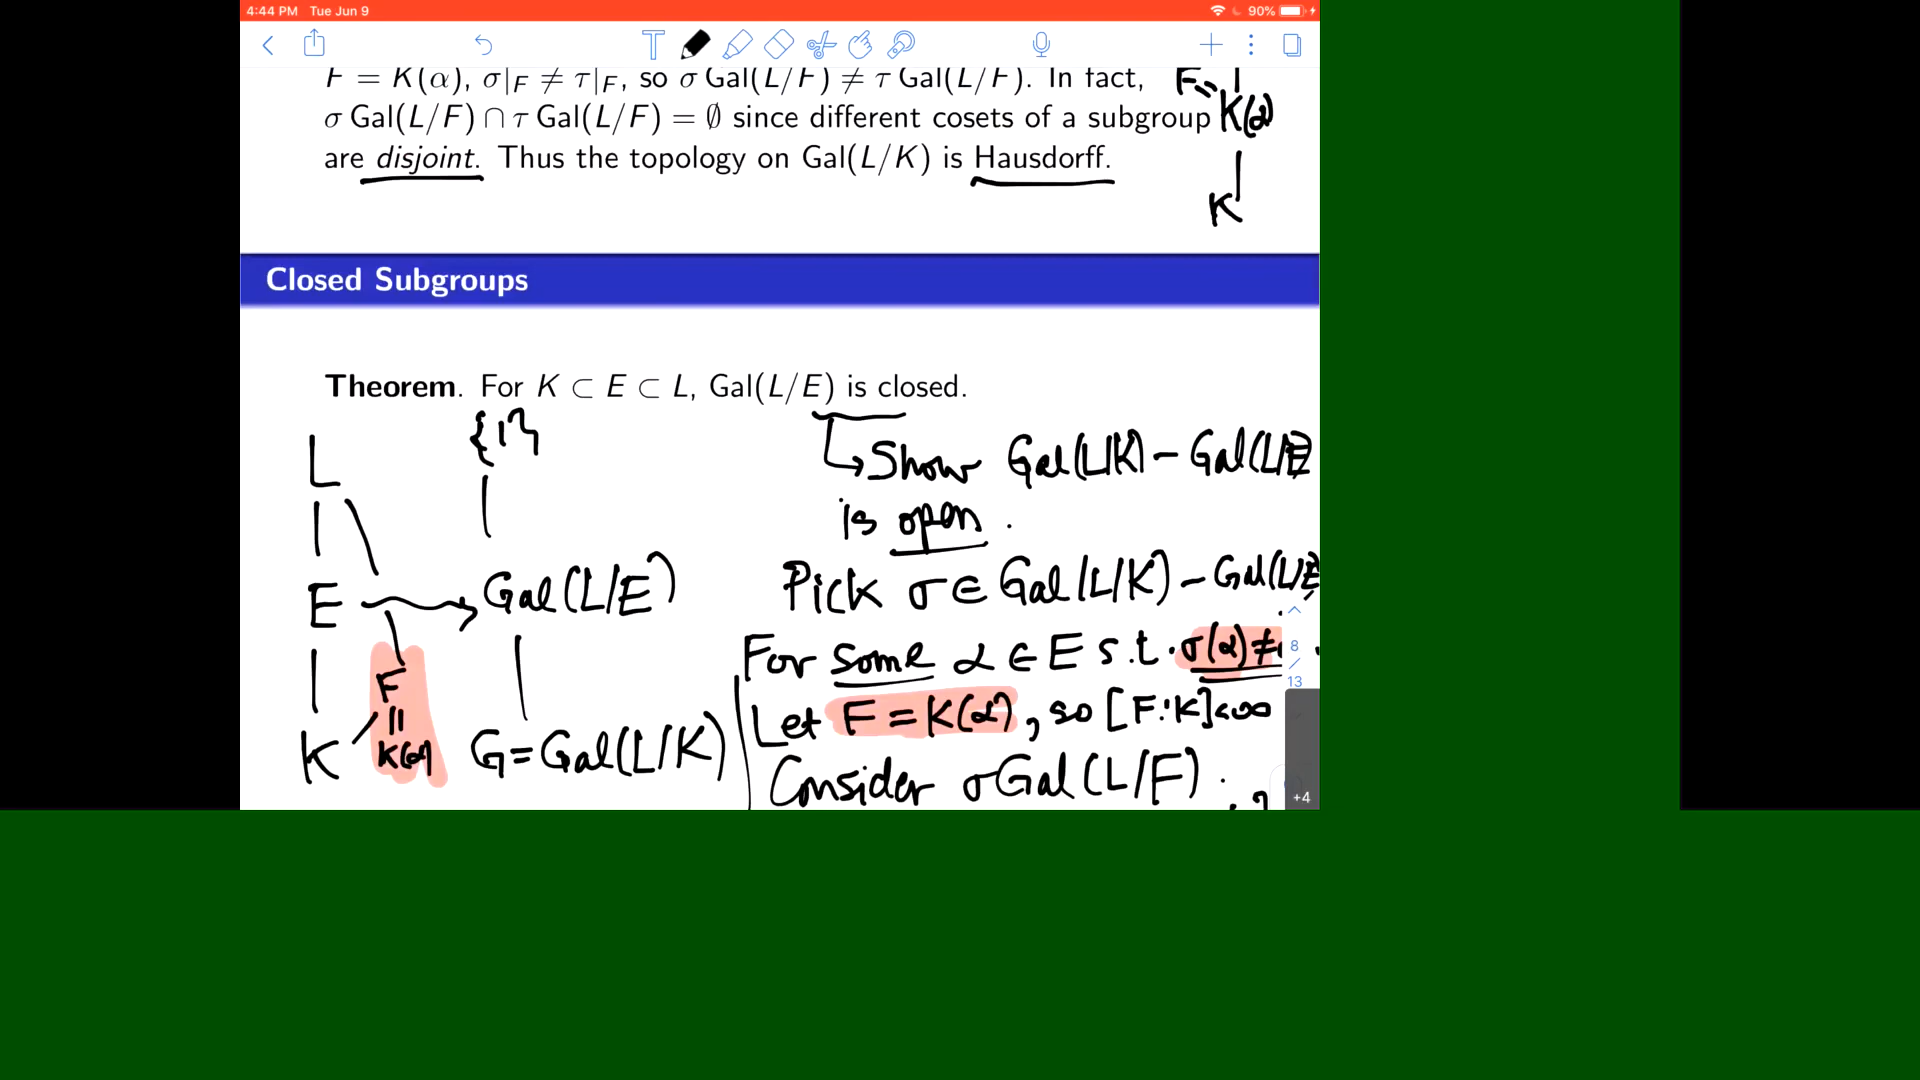 4:44 PM Tue Jun 9
90%
F = K(α), σ|F ≠ τ|F, so σ Gal(L/F) ≠ τ Gal(L/F). In fact,
σ Gal(L/F) ∩ τ Gal(L/F) = ∅ since different cosets of a subgroup
are disjoint. Thus the topology on Gal(L/K) is Hausdorff.
F =
K(α)
K
Closed Subgroups
Theorem. For K ⊂ E ⊂ L, Gal(L/E) is closed.
L
{1}
E
Gal(L/E)
F
K(α)
K
G = Gal(L/K)
Show Gal(L/K) − Gal(L/E)
is open.
Pick σ ∈ Gal(L/K) − Gal(L/E)
For some α ∈ E s.t. σ(α) ≠
Let F = K(α), so [F:K] < ∞
Consider σGal(L/F).
8
/
13
+4